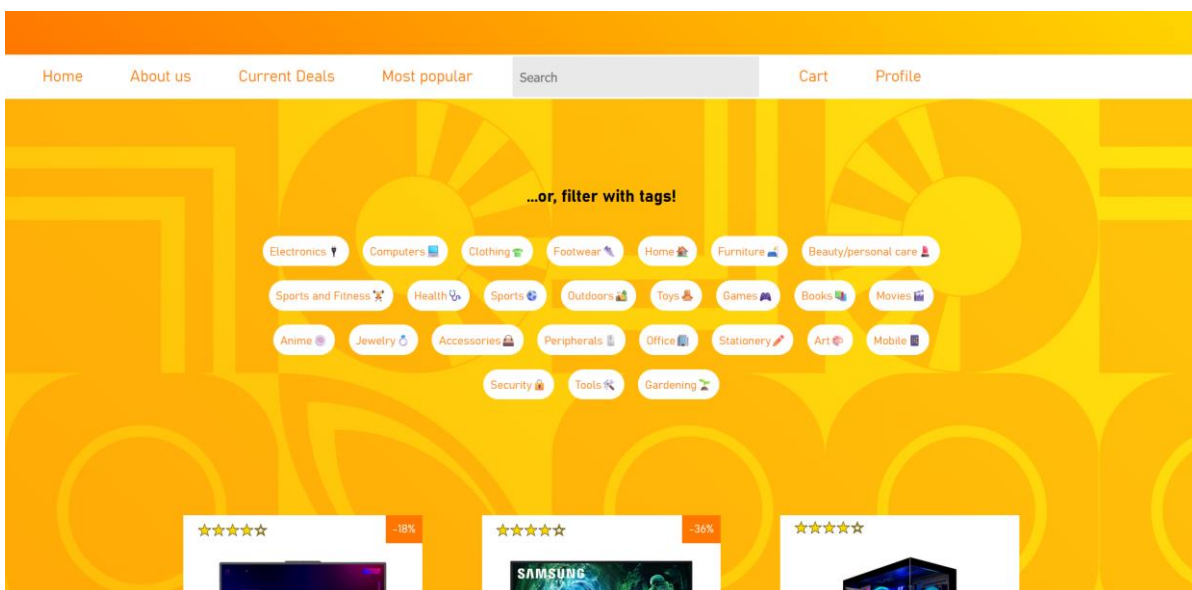 Home About us Current Deals Most popular Search Cart Profile
...or, filter with tags!
Electronics Computers Clothing Footwear Home Furniture Beauty/personal care
Sports and Fitness Health Sports Outdoors Toys Games Books Movies
Anime Jewelry Accessories Peripherals Office Stationery Art Mobile
Security Tools Gardening
-18% -36%
SAMSUNG